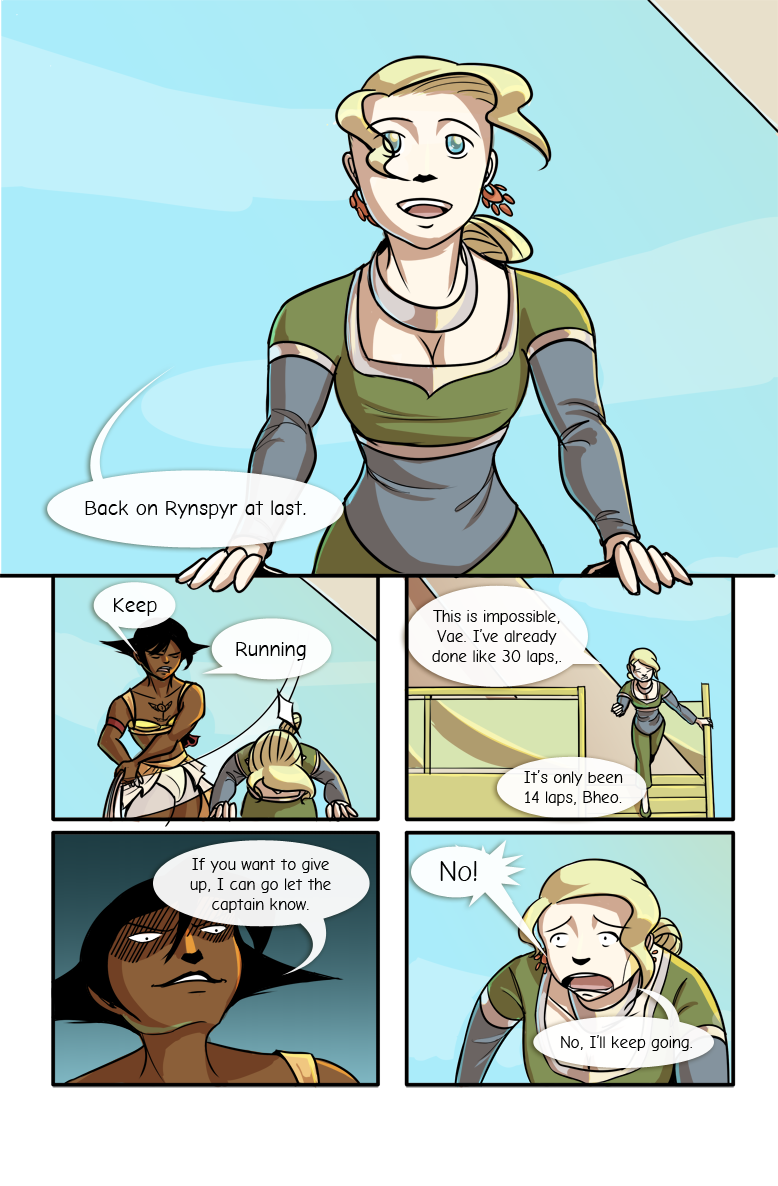 Back on Rynspyr at last.
Keep
Running
This is impossible,
Vae. I've already
done like 30 laps,.
It's only been
14 laps, Bheo.
If you want to give
up, I can go let the
captain know.
No!
No, I'll keep going.